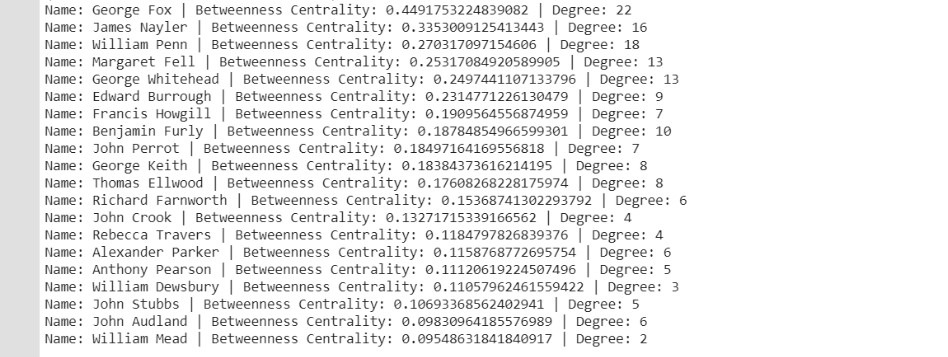 Name: George Fox | Betweenness Centrality: 0.4491753224839082 | Degree: 22
Name: James Nayler | Betweenness Centrality: 0.3353009125413443 | Degree: 16
Name: William Penn | Betweenness Centrality: 0.270317097154606 | Degree: 18
Name: Margaret Fell | Betweenness Centrality: 0.25317084920589905 | Degree: 13
Name: George Whitehead | Betweenness Centrality: 0.2497441107133796 | Degree: 13
Name: Edward Burrough | Betweenness Centrality: 0.2314771226130479 | Degree: 9
Name: Francis Howgill | Betweenness Centrality: 0.1909564556874959 | Degree: 7
Name: Benjamin Furly | Betweenness Centrality: 0.18784854966599301 | Degree: 10
Name: John Perrot | Betweenness Centrality: 0.18497164169556818 | Degree: 7
Name: George Keith | Betweenness Centrality: 0.18384373616214195 | Degree: 8
Name: Thomas Ellwood | Betweenness Centrality: 0.17608268228175974 | Degree: 8
Name: Richard Farnworth | Betweenness Centrality: 0.15368741302293792 | Degree: 6
Name: John Crook | Betweenness Centrality: 0.13271715339166562 | Degree: 4
Name: Rebecca Travers | Betweenness Centrality: 0.1184797826839376 | Degree: 4
Name: Alexander Parker | Betweenness Centrality: 0.1158768772695754 | Degree: 6
Name: Anthony Pearson | Betweenness Centrality: 0.11120619224507496 | Degree: 5
Name: William Dewsbury | Betweenness Centrality: 0.11057962461559422 | Degree: 3
Name: John Stubbs | Betweenness Centrality: 0.10693368562402941 | Degree: 5
Name: John Audland | Betweenness Centrality: 0.09830964185576989 | Degree: 6
Name: William Mead | Betweenness Centrality: 0.09548631841840917 | Degree: 2